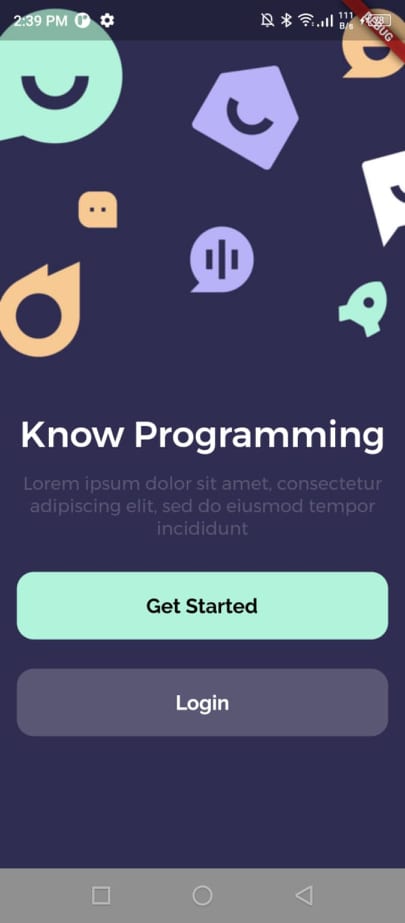 2:39 PM
111
B/s
DEBUG
Know Programming
Lorem ipsum dolor sit amet, consectetur
adipiscing elit, sed do eiusmod tempor
incididunt
Get Started
Login